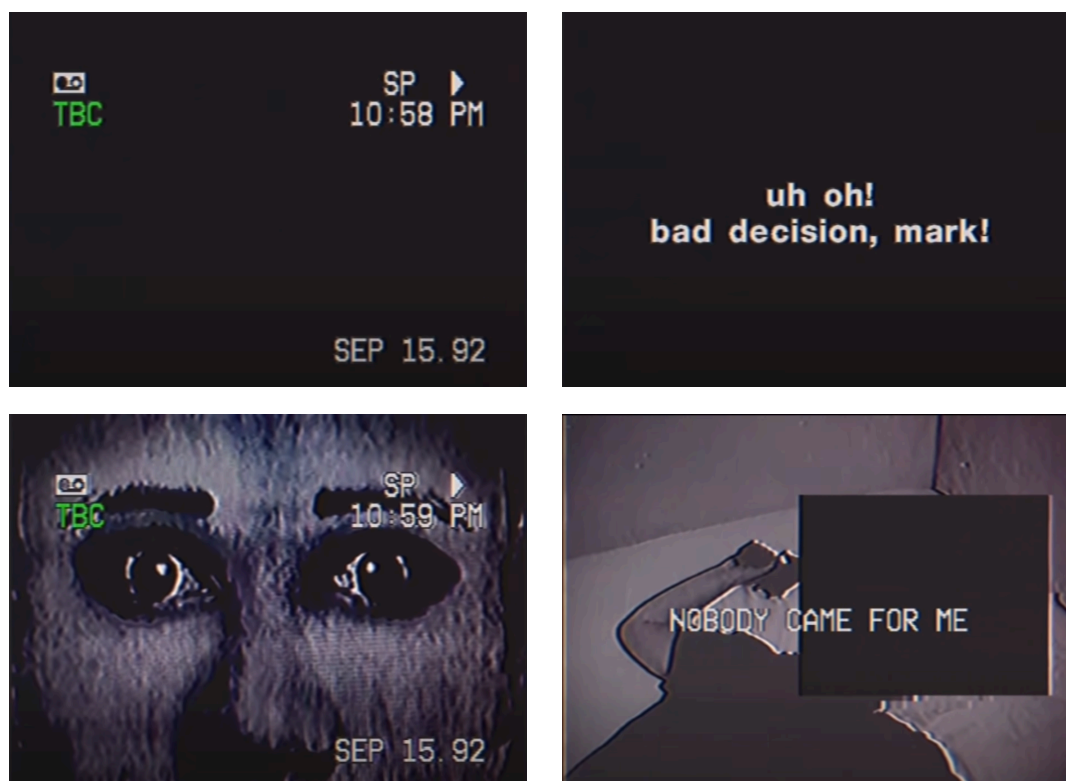 SP
TBC
10:58 PM
SEP 15.92
uh oh!
bad decision, mark!
SP
TBC
10:59 PM
SEP 15.92
NOBODY CAME FOR ME